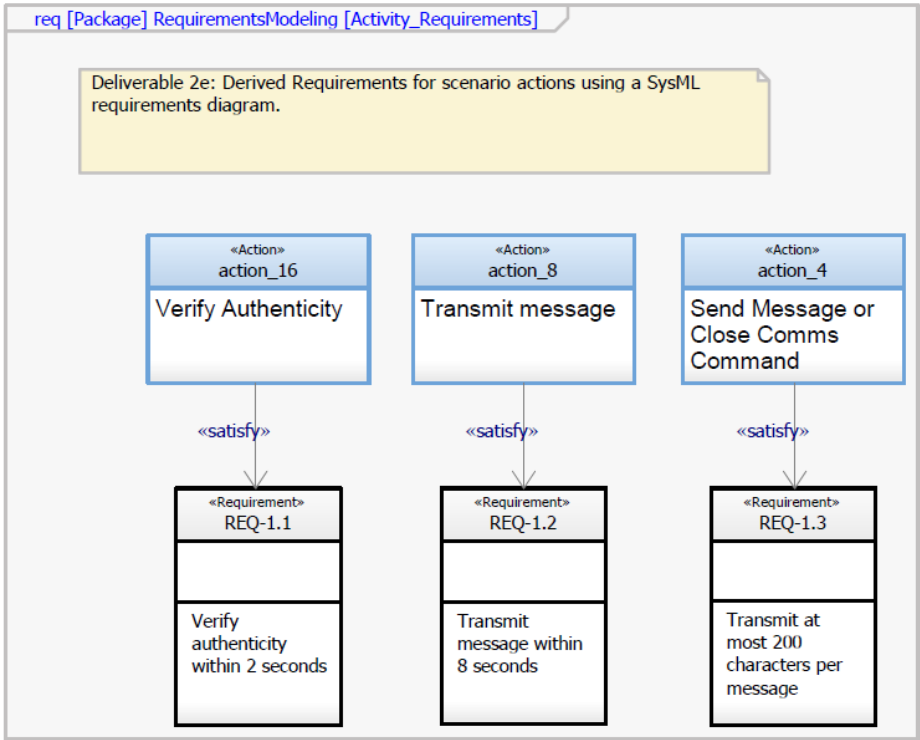 req [Package] RequirementsModeling [Activity_Requirements]
Deliverable 2e: Derived Requirements for scenario actions using a SysML
requirements diagram.
«Action»
action_16
Verify Authenticity
«Action»
action_8
Transmit message
«Action»
action_4
Send Message or
Close Comms
Command
«satisfy»
«satisfy»
«satisfy»
«Requirement»
REQ-1.1
Verify
authenticity
within 2 seconds
«Requirement»
REQ-1.2
Transmit
message within
8 seconds
«Requirement»
REQ-1.3
Transmit at
most 200
characters per
message